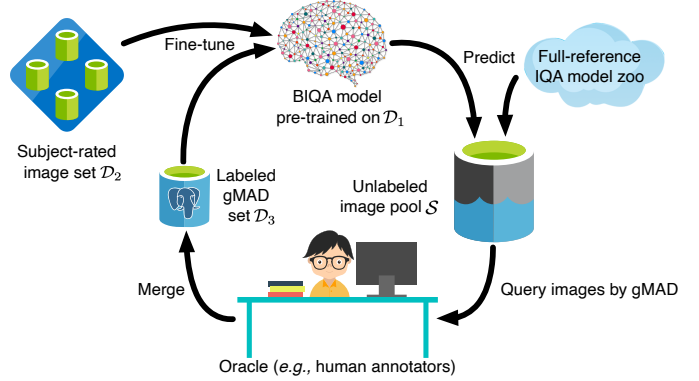 Fine-tune
Predict
Full-reference
IQA model zoo
BIQA model
pre-trained on 𝒟₁
Subject-rated
image set 𝒟₂
Labeled
gMAD
set 𝒟₃
Unlabeled
image pool 𝒮
Merge
Query images by gMAD
Oracle (e.g., human annotators)